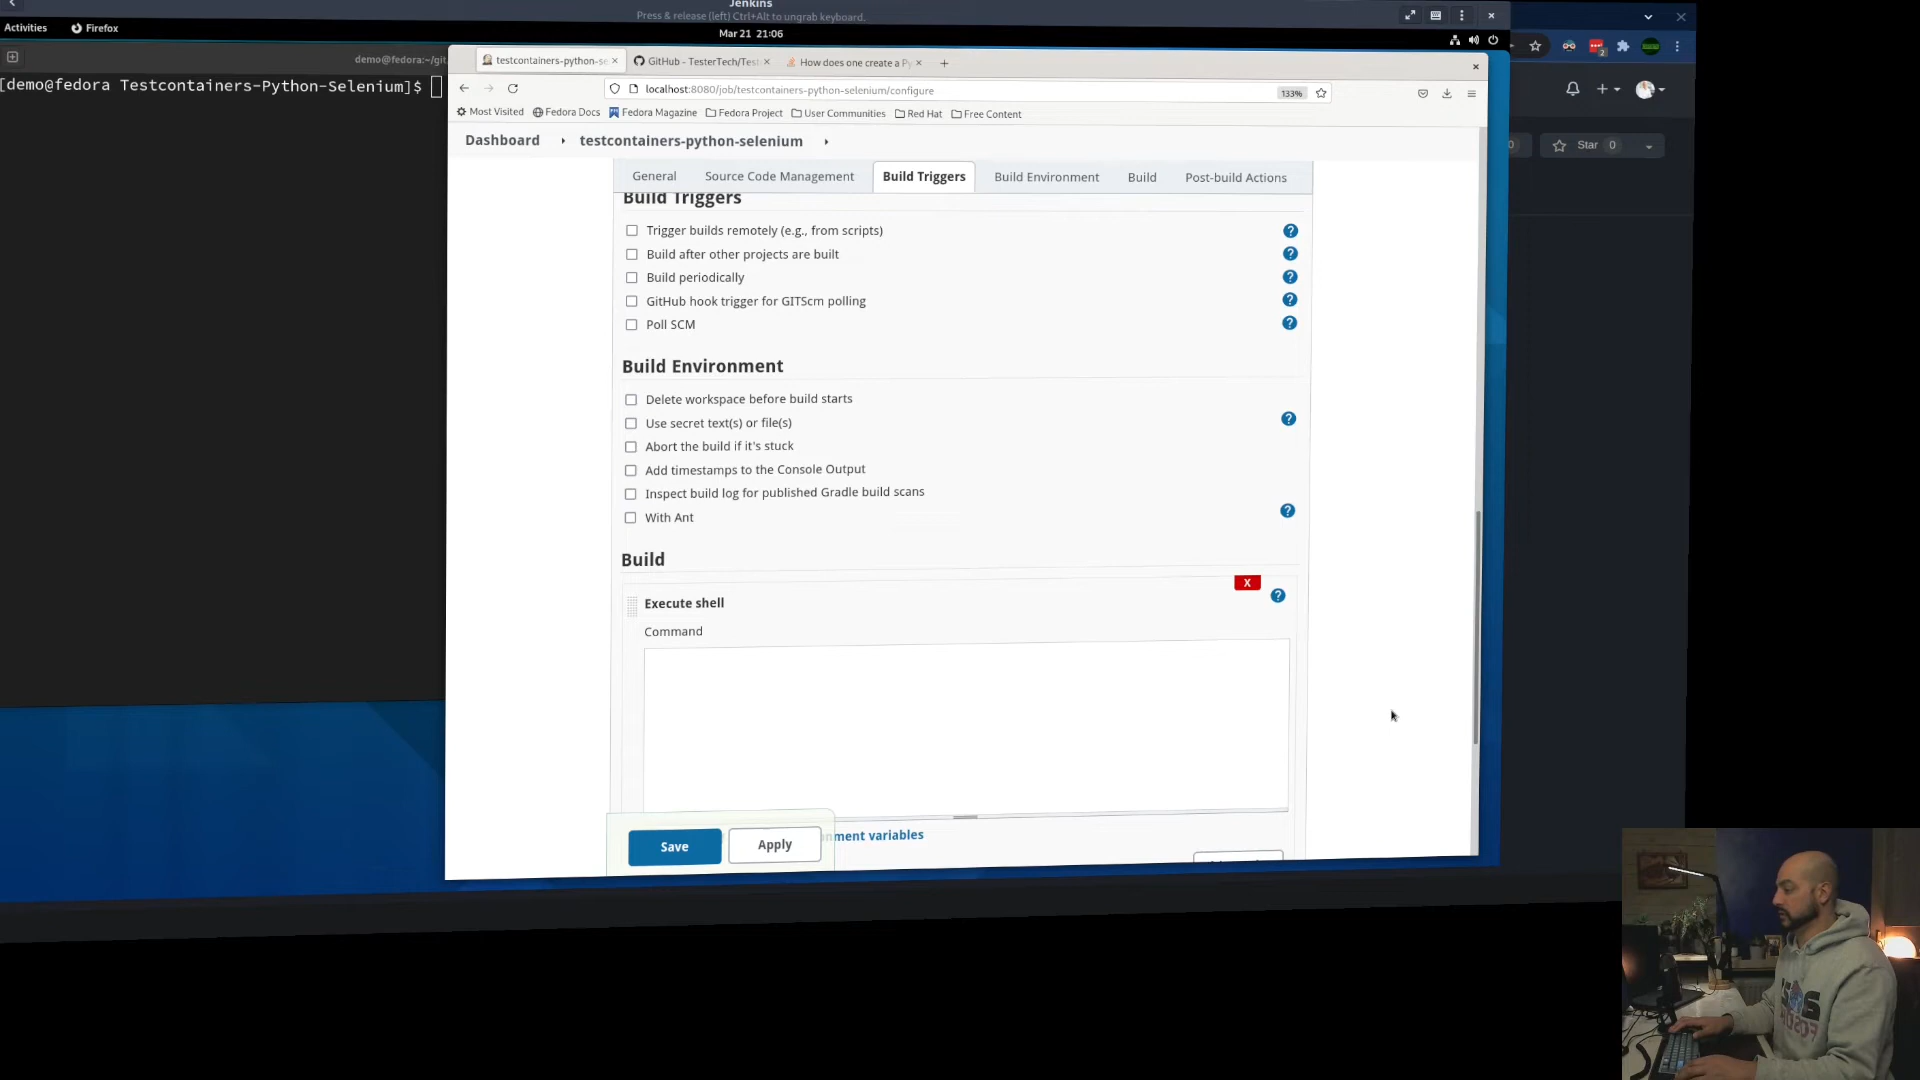 Jenkins
Press & release (left) Ctrl+Alt to ungrab keyboard.
Activities
Firefox
Mar 21 21:06
demo@fedora:~/git
[demo@fedora Testcontainers-Python-Selenium]$
testcontainers-python-se
GitHub - TesterTech/Test
How does one create a Py
localhost:8080/job/testcontainers-python-selenium/configure
133%
Most Visited
Fedora Docs
Fedora Magazine
Fedora Project
User Communities
Red Hat
Free Content
Dashboard
testcontainers-python-selenium
General
Source Code Management
Build Triggers
Build Environment
Build
Post-build Actions
Build Triggers
Trigger builds remotely (e.g., from scripts)
Build after other projects are built
Build periodically
GitHub hook trigger for GITScm polling
Poll SCM
Build Environment
Delete workspace before build starts
Use secret text(s) or file(s)
Abort the build if it's stuck
Add timestamps to the Console Output
Inspect build log for published Gradle build scans
With Ant
Build
X
Execute shell
Command
Save
Apply
nment variables
Star 0